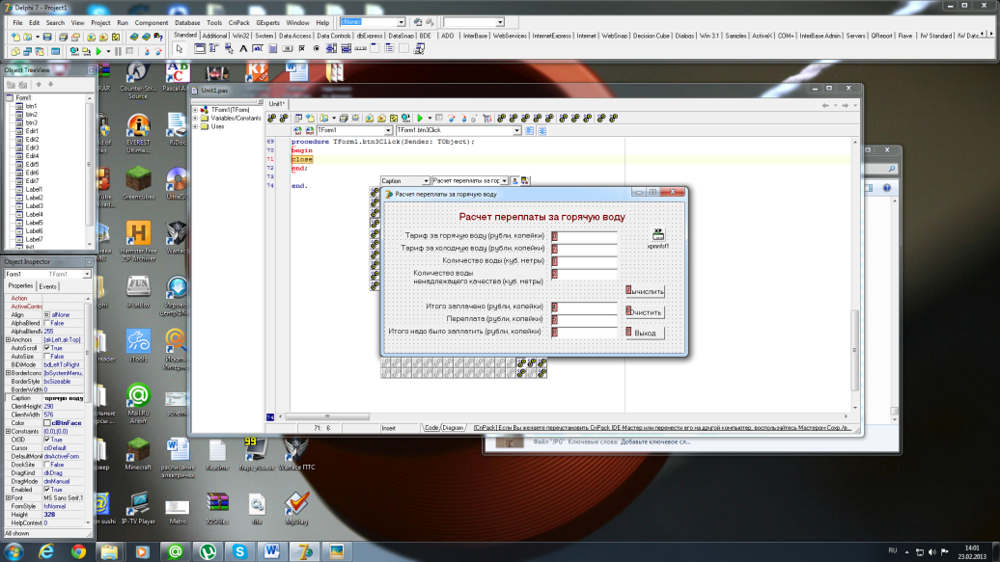 Delphi 7 - Project1
File Edit Search View Project Run Component Database Tools CnPack GExperts Window Help <None>
Standard Additional Win32 System Data Access Data Controls dbExpress DataSnap BDE ADO InterBase WebServices InternetExpress Internet WebSnap Decision Cube Dialogs Win 3.1 Samples ActiveX COM+ InterBase Admin Servers QReport Rave IW Standard IW Data
Object TreeView
Form1
btn1
btn2
btn3
Edit1
Edit2
Edit3
Edit4
Edit5
Edit6
Edit7
Label1
Label2
Label3
Label4
Label5
Label6
Label7
Object Inspector
Form1 TForm1
Properties Events
Action
ActiveContro
Align alNone
AlphaBlend False
AlphaBlendV 255
Anchors [akLeft,akTop]
AutoScroll True
AutoSize False
BiDiMode bdLeftToRight
BorderIcons [biSystemMenu,
BorderStyle bsSizeable
BorderWidth 0
Caption орячую воду
ClientHeight 290
ClientWidth 576
Color clBtnFace
Constraints
Ctl3D True
Cursor crDefault
DefaultMoni dmActiveForm
DockSite False
DragKind dkDrag
DragMode dmManual
Enabled True
Font MS Sans Serif,1
FormStyle fsNormal
Height 328
HelpContext 0
All shown
Counter-Strike
Source
EVEREST
Ultima...
Greencubes
Hamster Free
ZIP Archiver
iFunBox
iTools
Mail.Ru
Агент
Minecraft
IP-TV Player
Metro
расписание
электричек
Readme
Warface ПТС
32SFiles
title
Mp3tag
Unit1.pas
TForm1(TForm)
Variables/Constants
Uses
Unit1*
TForm1 TForm1.btn3Click
69 procedure TForm1.btn3Click(Sender: TObject);
70 begin
71 close
72 end;
73
74 end.
Caption Расчет переплаты за гор
Расчет переплаты за горячую воду
Расчет переплаты за горячую воду
Тариф за горячую воду (рубли, копейки)
Тариф за холодную воду (рубли, копейки)
Количество воды (куб. метры)
Количество воды
ненадлежащего качества (куб. метры)
Итого заплачено (рубли, копейки)
Переплата (рубли, копейки)
Итого надо было заплатить (рубли, копейки)
XP
xpmnfst1
Вычислить
Очистить
Выход
74
71: 6 Insert Code Diagram [CnPack] Если Вы желаете переустановить CnPack IDE Мастер или перенести его на другой компьютер, воспользуйтесь Мастером Сохр./
Файл "JPG" Ключевые слова: Добавьте ключевое сл...
RU 14:01
23.02.2013